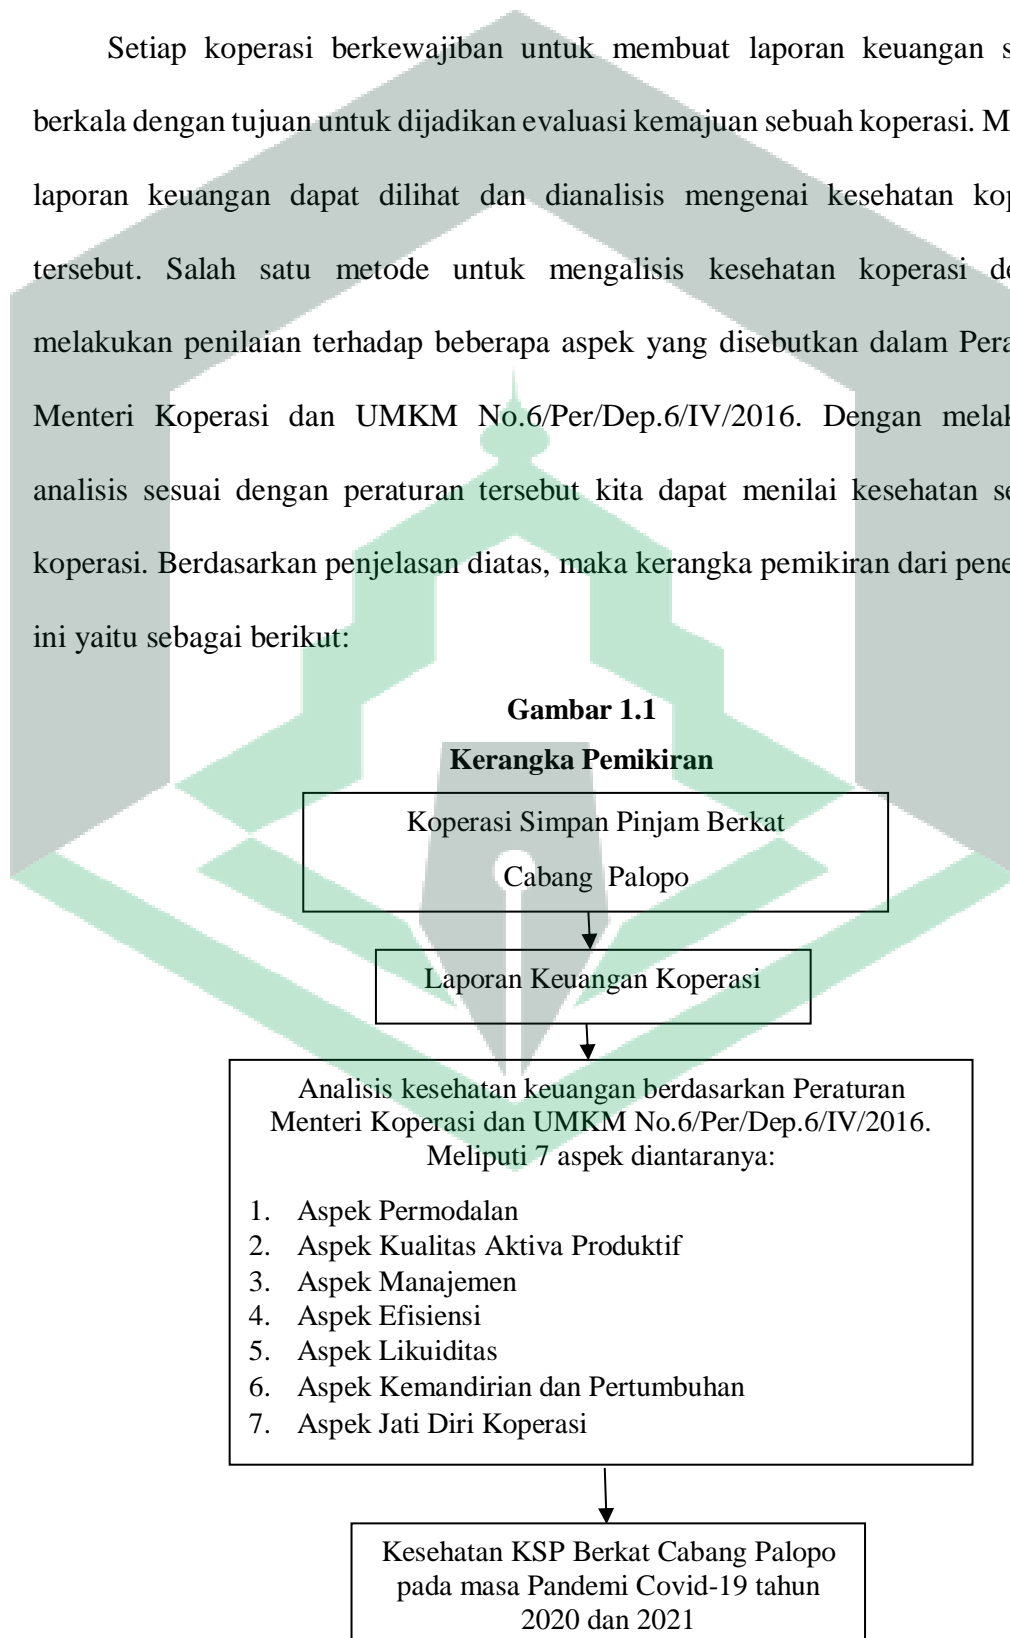 Setiap koperasi berkewajiban untuk membuat laporan keuangan
berkala dengan tujuan untuk dijadikan evaluasi kemajuan sebuah koperasi.
laporan keuangan dapat dilihat dan dianalisis mengenai kesehatan
tersebut. Salah satu metode untuk mengalisis kesehatan koperasi
melakukan penilaian terhadap beberapa aspek yang disebutkan dalam
Menteri Koperasi dan UMKM No.6/Per/Dep.6/IV/2016. Dengan
analisis sesuai dengan peraturan tersebut kita dapat menilai kesehatan
koperasi. Berdasarkan penjelasan diatas, maka kerangka pemikiran dari
ini yaitu sebagai berikut:
Gambar 1.1
Kerangka Pemikiran
Koperasi Simpan Pinjam Berkat
Cabang Palopo
Laporan Keuangan Koperasi
Analisis kesehatan keuangan berdasarkan Peraturan
Menteri Koperasi dan UMKM No.6/Per/Dep.6/IV/2016.
Meliputi 7 aspek diantaranya:
1. Aspek Permodalan
2. Aspek Kualitas Aktiva Produktif
3. Aspek Manajemen
4. Aspek Efisiensi
5. Aspek Likuiditas
6. Aspek Kemandirian dan Pertumbuhan
7. Aspek Jati Diri Koperasi
Kesehatan KSP Berkat Cabang Palopo
pada masa Pandemi Covid-19 tahun
2020 dan 2021